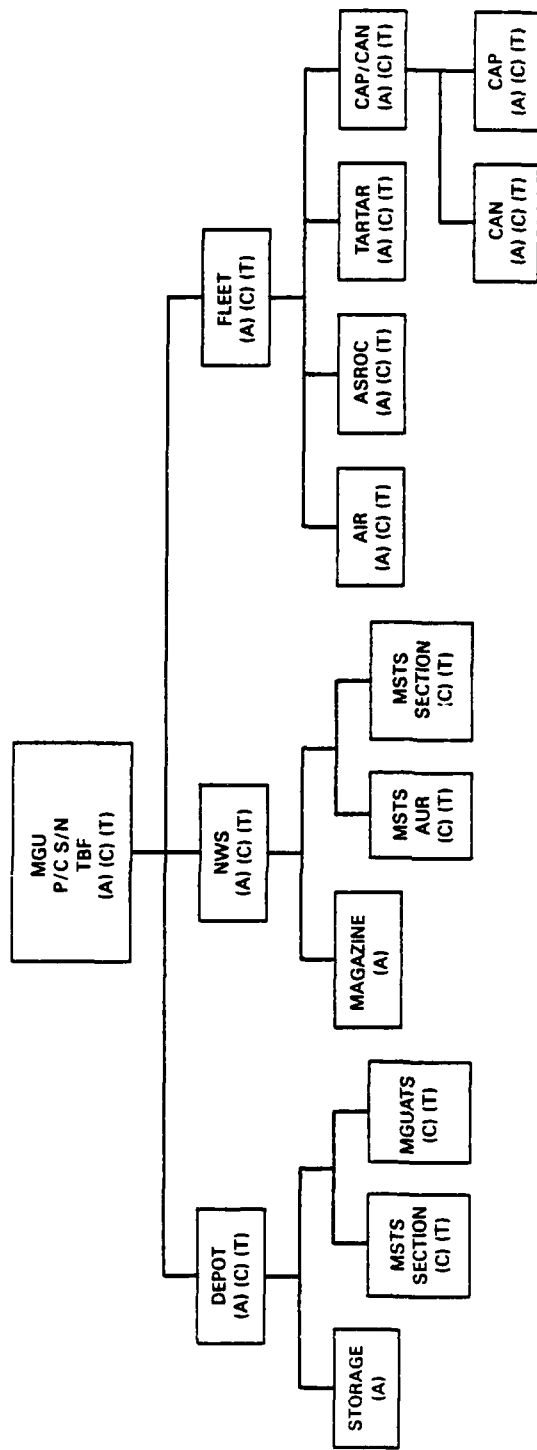 MGU
P/C S/N
TBF
(A) (C) (T)
DEPOT
(A) (C) (T)
NWS
(A) (C) (T)
FLEET
(A) (C) (T)
STORAGE
(A)
MSTS
SECTION
(C) (T)
MGUATS
(C) (T)
MAGAZINE
(A)
MSTS
AUR
(C) (T)
MSTS
SECTION
(C) (T)
AIR
(A) (C) (T)
ASROC
(A) (C) (T)
TARTAR
(A) (C) (T)
CAP/CAN
(A) (C) (T)
CAN
(A) (C) (T)
CAP
(A) (C) (T)